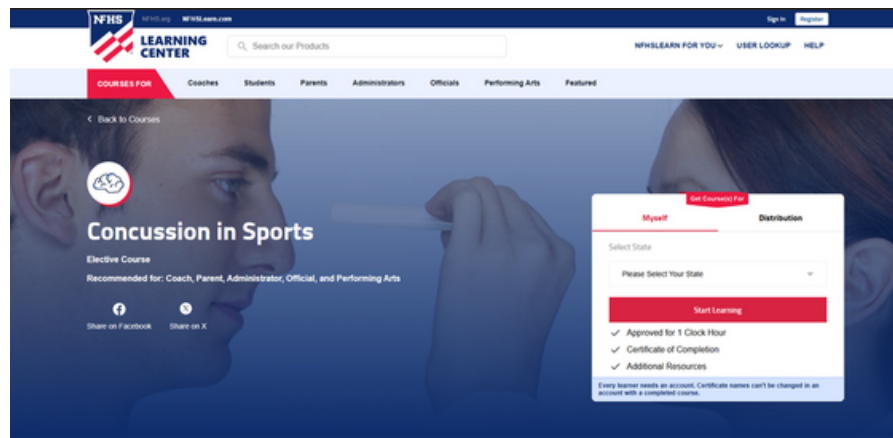 NFHS
NFHS.org
NFHSLearn.com
Sign In
Register
LEARNING
CENTER
Search our Products
NFHSLEARN FOR YOU
USER LOOKUP
HELP
COURSES FOR
Coaches
Students
Parents
Administrators
Officials
Performing Arts
Featured
Back to Courses
Concussion in Sports
Elective Course
Recommended for: Coach, Parent, Administrator, Official, and Performing Arts
Share on Facebook
Share on X
Get Course(s) For
Myself
Distribution
Select State
Please Select Your State
Start Learning
Approved for 1 Clock Hour
Certificate of Completion
Additional Resources
Every learner needs an account. Certificate names can't be changed in an
account with a completed course.